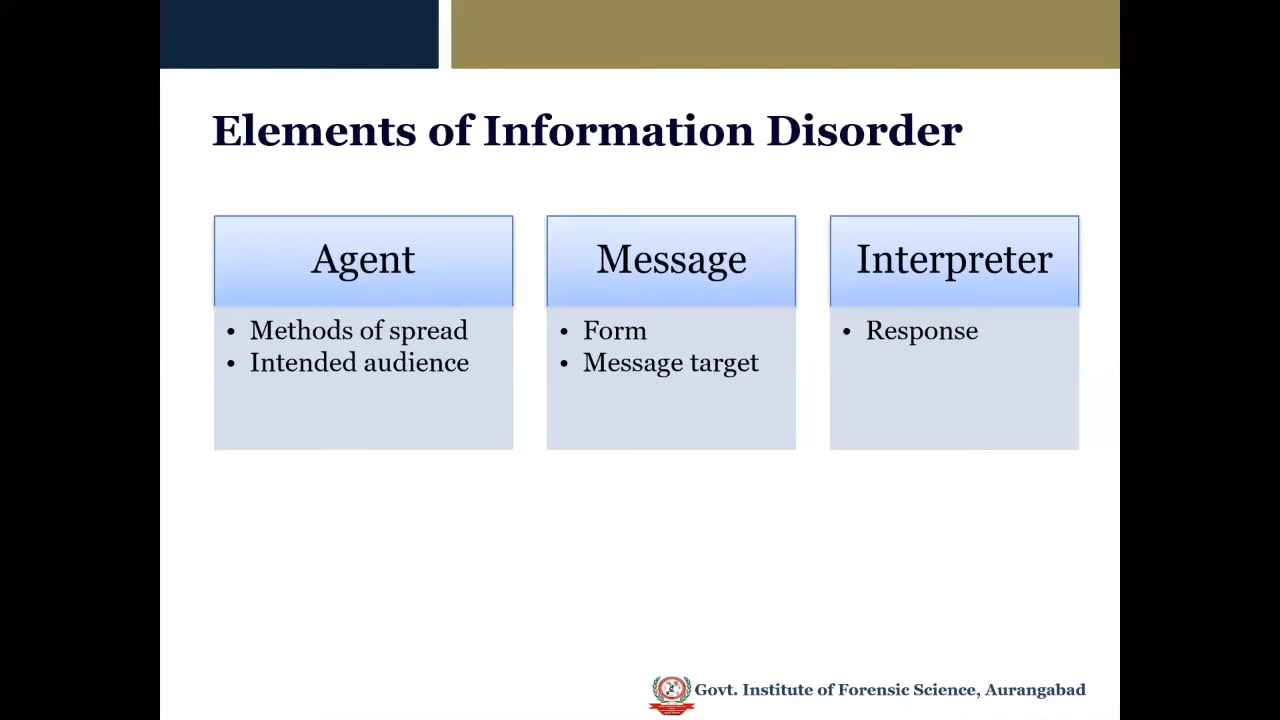 Elements of Information Disorder
Agent
• Methods of spread
• Intended audience
Message
• Form
• Message target
Interpreter
• Response
Govt. Institute of Forensic Science, Aurangabad